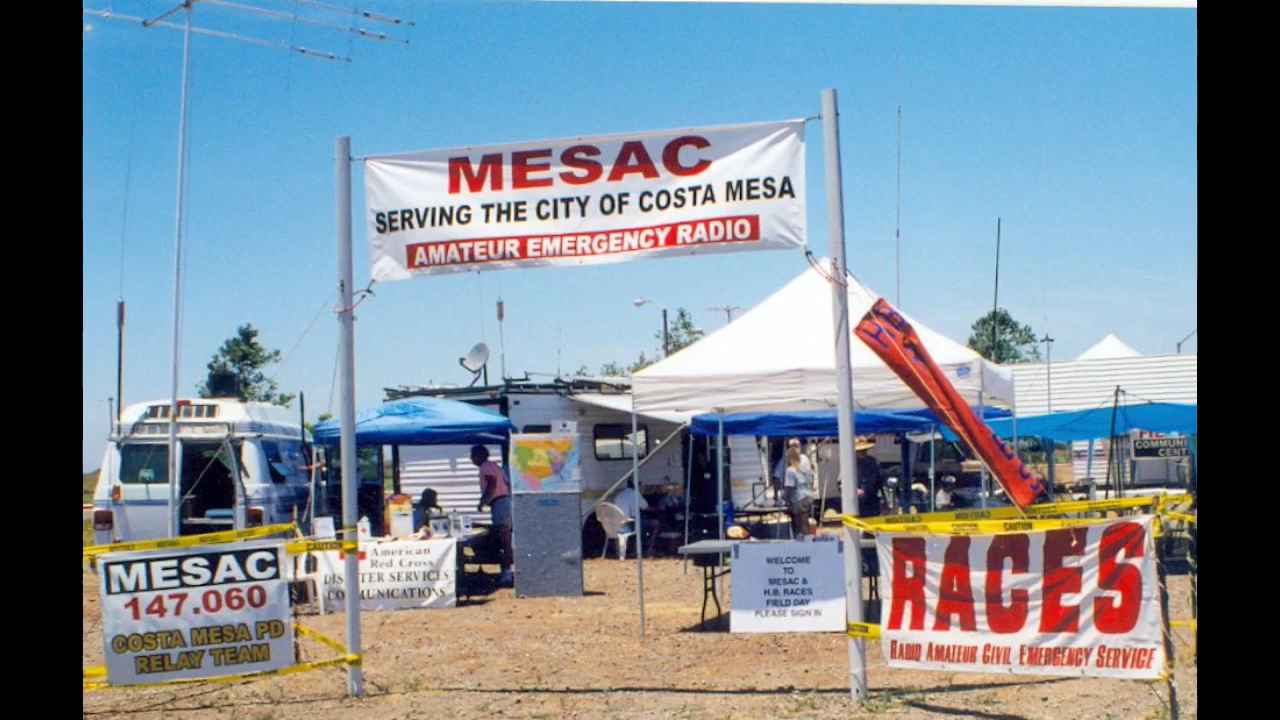 MESAC
SERVING THE CITY OF COSTA MESA
AMATEUR EMERGENCY RADIO
COMMUNI
CENT
MESAC
147.060
COSTA MESA PD
RELAY TEAM
American
Red Cross
DISASTER SERVICES
COMMUNICATIONS
WELCOME
TO
MESAC &
H.B. RACES
FIELD DAY
PLEASE SIGN IN
CAUTION
RACES
RADIO AMATEUR CIVIL EMERGENCY SERVICE